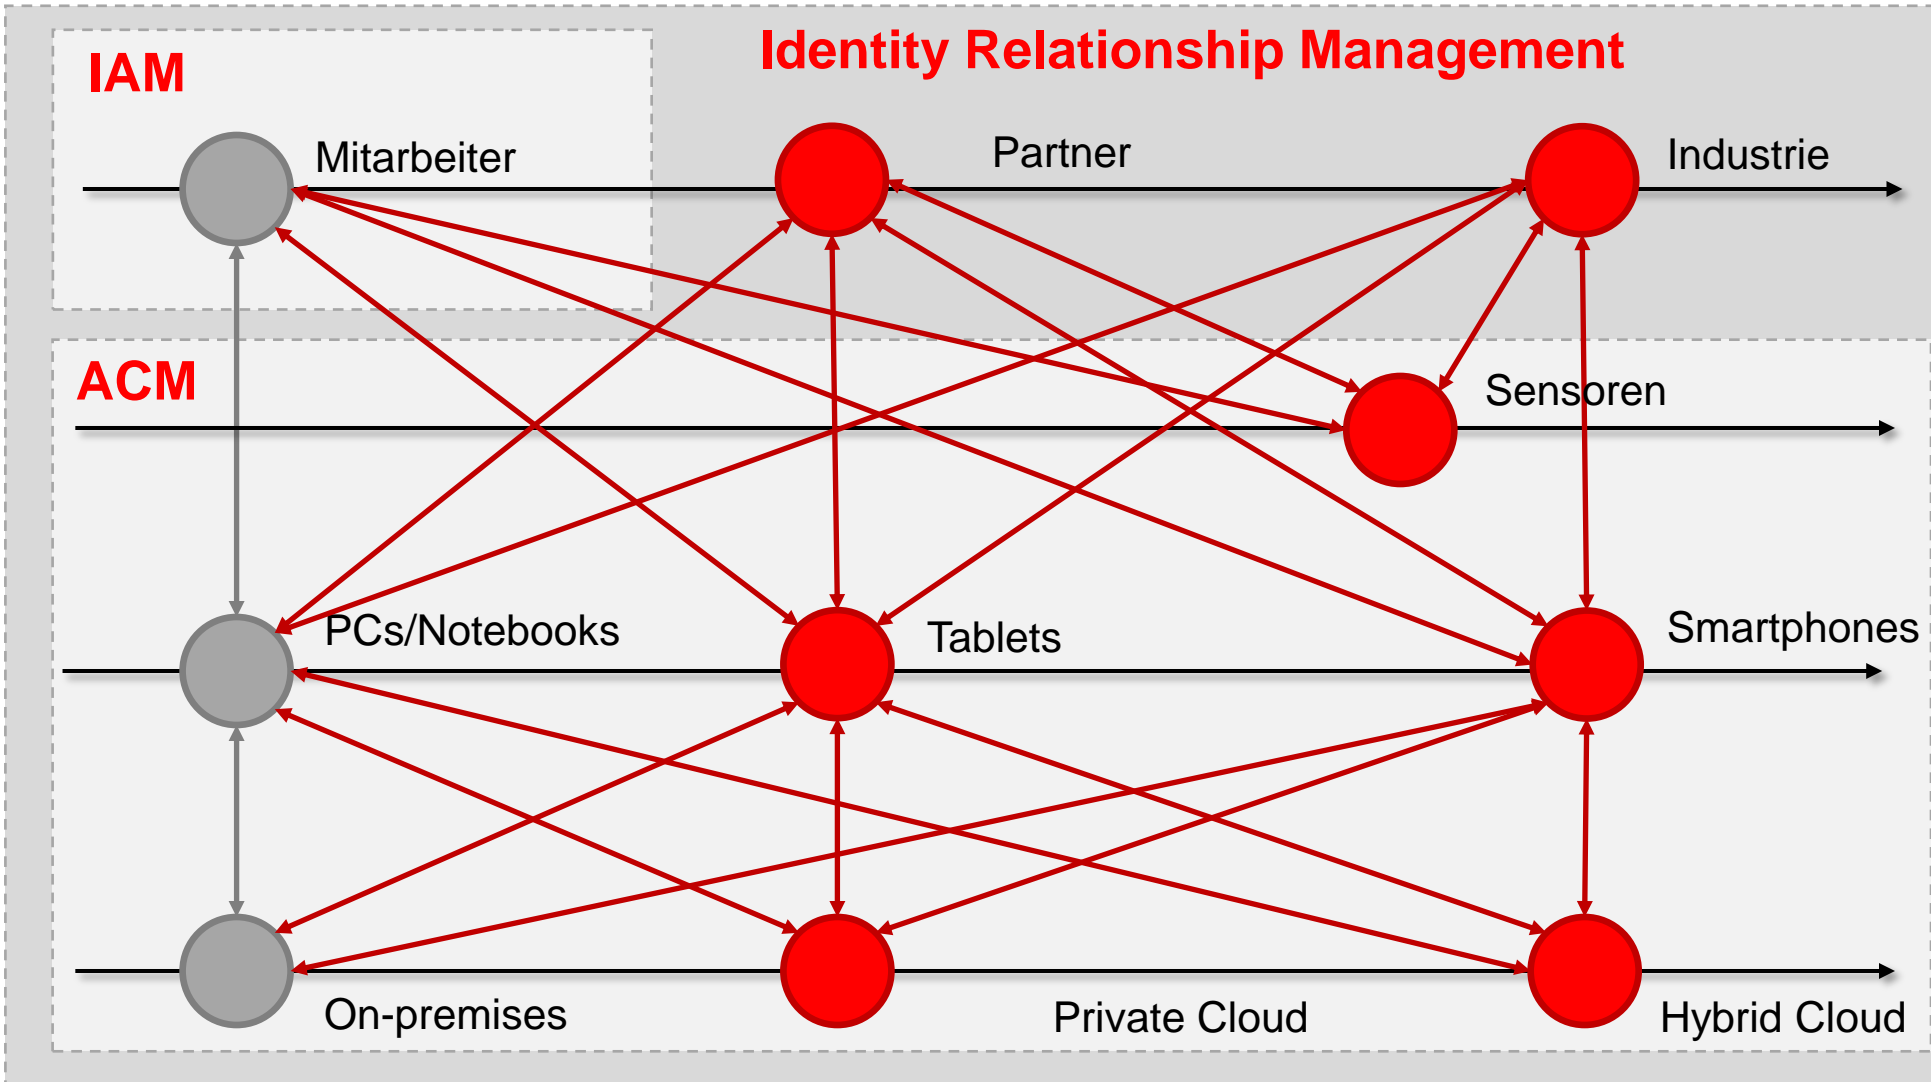 Identity Relationship Management
IAM
Mitarbeiter
Partner
Industrie
ACM
Sensoren
PCs/Notebooks
Tablets
Smartphones
On-premises
Private Cloud
Hybrid Cloud